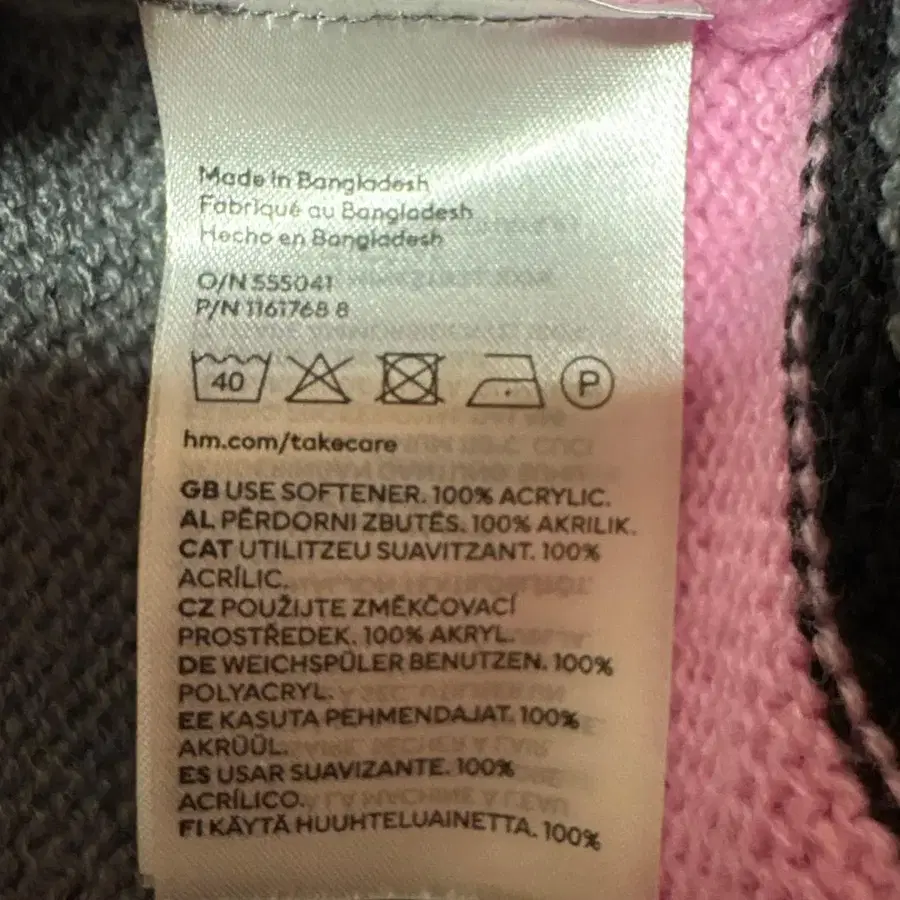 Made in Bangladesh
Fabriqué au Bangladesh
Hecho en Bangladesh
O/N 555041
P/N 1161768 8
40 P
hm.com/takecare
GB USE SOFTENER. 100% ACRYLIC.
AL PËRDORNI ZBUTËS. 100% AKRILIK.
CAT UTILITZEU SUAVITZANT. 100%
ACRÍLIC.
CZ POUŽIJTE ZMĚKČOVACÍ
PROSTŘEDEK. 100% AKRYL.
DE WEICHSPÜLER BENUTZEN. 100%
POLYACRYL.
EE KASUTA PEHMENDAJAT. 100%
AKRÜÜL.
ES USAR SUAVIZANTE. 100%
ACRÍLICO.
FI KÄYTÄ HUUHTELUAINETTA. 100%